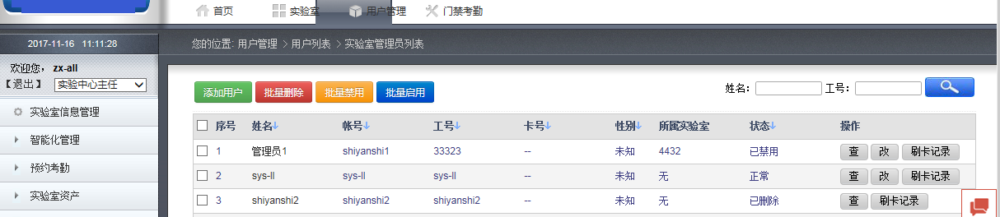 首页 实验室 用户管理 门禁考勤
2017-11-16 11:11:28
您的位置: 用户管理 > 用户列表 > 实验室管理员列表
欢迎您，zx-all
【退出】 实验中心主任
实验室信息管理
智能化管理
预约考勤
实验室资产
添加用户 批量删除 批量禁用 批量启用 姓名: 工号:
序号 姓名↓ 帐号↓ 工号↓ 卡号↓ 性别↓ 所属实验室 状态↓ 操作
1 管理员1 shiyanshi1 33323 -- 未知 4432 已禁用 查 改 刷卡记录
2 sys-ll sys-ll sys-ll -- 未知 无 正常 查 改 刷卡记录
3 shiyanshi2 shiyanshi2 shiyanshi2 -- 未知 无 已删除 查 刷卡记录